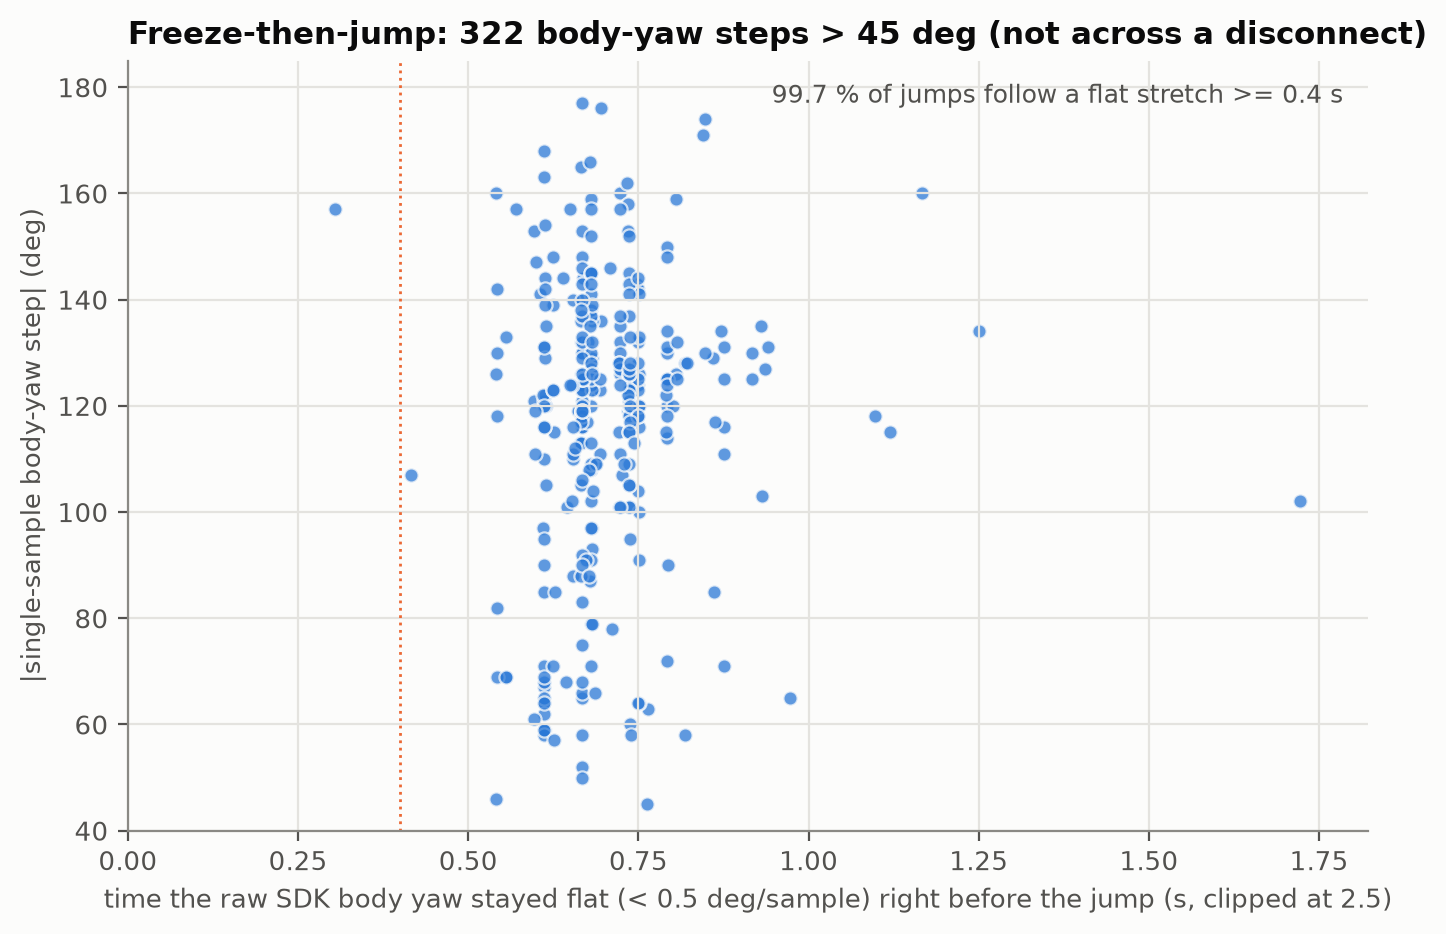 Freeze-then-jump: 322 body-yaw steps > 45 deg (not across a disconnect)
99.7 % of jumps follow a flat stretch >= 0.4 s
|single-sample body-yaw step| (deg)
180
160
140
120
100
80
60
40
0.00 0.25 0.50 0.75 1.00 1.25 1.50 1.75
time the raw SDK body yaw stayed flat (< 0.5 deg/sample) right before the jump (s, clipped at 2.5)